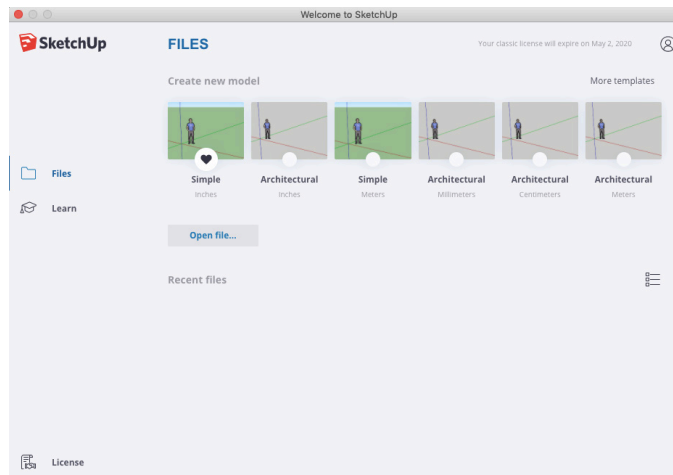 Welcome to SketchUp
SketchUp
FILES
Your classic license will expire on May 2, 2020
Create new model
More templates
Simple
Inches
Architectural
Inches
Simple
Meters
Architectural
Millimeters
Architectural
Centimeters
Architectural
Meters
Files
Learn
Open file...
Recent files
License